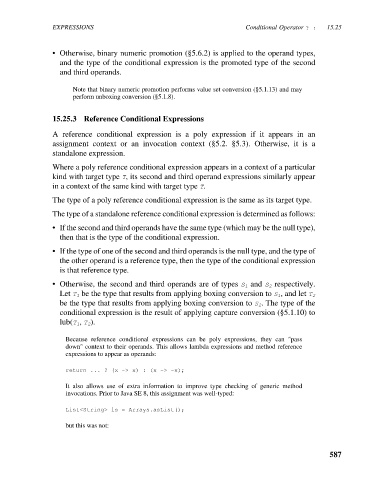 EXPRESSIONS Conditional Operator ? : 15.25
• Otherwise, binary numeric promotion (§5.6.2) is applied to the operand types,
and the type of the conditional expression is the promoted type of the second
and third operands.
Note that binary numeric promotion performs value set conversion (§5.1.13) and may
perform unboxing conversion (§5.1.8).
15.25.3 Reference Conditional Expressions
A reference conditional expression is a poly expression if it appears in an
assignment context or an invocation context (§5.2. §5.3). Otherwise, it is a
standalone expression.
Where a poly reference conditional expression appears in a context of a particular
kind with target type T, its second and third operand expressions similarly appear
in a context of the same kind with target type T.
The type of a poly reference conditional expression is the same as its target type.
The type of a standalone reference conditional expression is determined as follows:
• If the second and third operands have the same type (which may be the null type),
then that is the type of the conditional expression.
• If the type of one of the second and third operands is the null type, and the type of
the other operand is a reference type, then the type of the conditional expression
is that reference type.
• Otherwise, the second and third operands are of types S1 and S2 respectively.
Let T1 be the type that results from applying boxing conversion to S1, and let T2
be the type that results from applying boxing conversion to S2. The type of the
conditional expression is the result of applying capture conversion (§5.1.10) to
lub(T1, T2).
Because reference conditional expressions can be poly expressions, they can "pass
down" context to their operands. This allows lambda expressions and method reference
expressions to appear as operands:
return ... ? (x -> x) : (x -> -x);
It also allows use of extra information to improve type checking of generic method
invocations. Prior to Java SE 8, this assignment was well-typed:
List<String> ls = Arrays.asList();
but this was not:
587